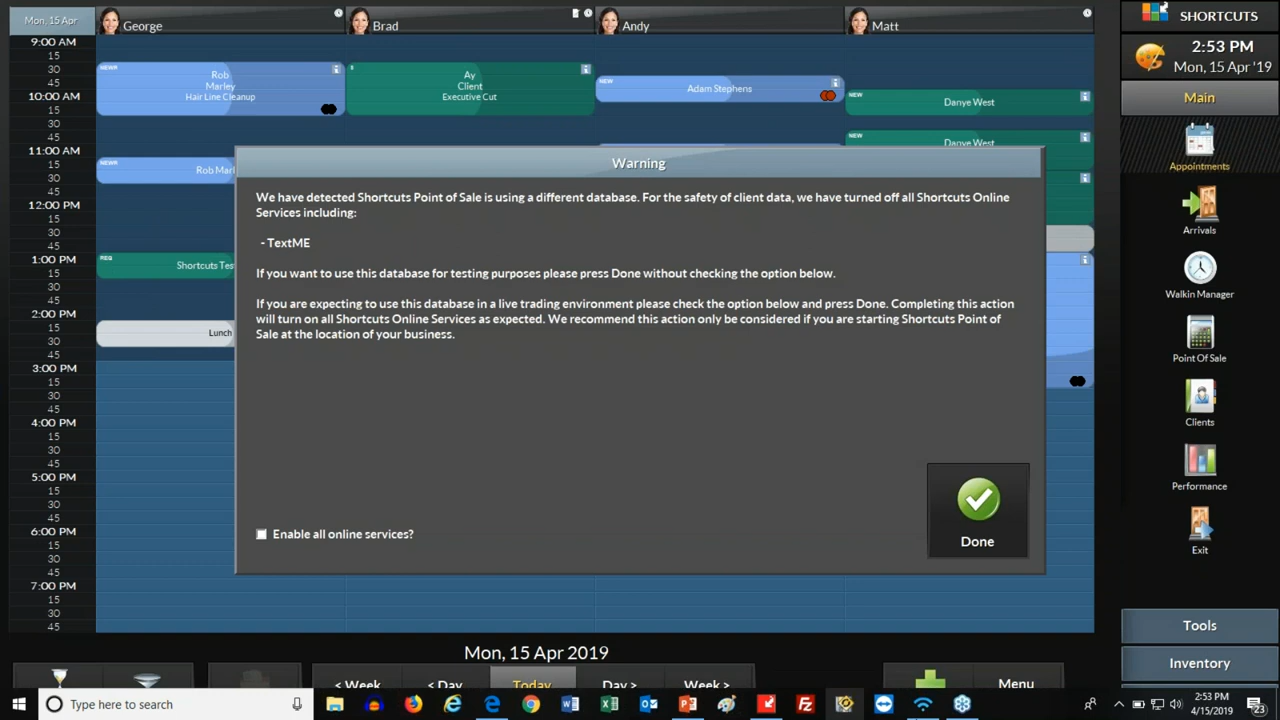 Mon, 15 Apr
George
Brad
Andy
Matt
SHORTCUTS
2:53 PM
Mon, 15 Apr '19
Main
Appointments
Arrivals
Walkin Manager
Point Of Sale
Clients
Performance
Exit
Tools
Inventory
9:00 AM
15
30
45
10:00 AM
15
30
45
11:00 AM
15
30
45
12:00 PM
15
30
45
1:00 PM
15
30
45
2:00 PM
15
30
45
3:00 PM
15
30
45
4:00 PM
15
30
45
5:00 PM
15
30
45
6:00 PM
15
30
45
7:00 PM
15
30
45
NEWR
Rob
Marley
Hair Line Cleanup
Ay
Client
Executive Cut
NEW
Adam Stephens
NEW
Danye West
NEW
Danye West
NEWR
Rob Marl
REQ
Shortcuts Tes
Lunch
Warning
We have detected Shortcuts Point of Sale is using a different database. For the safety of client data, we have turned off all Shortcuts Online
Services including:
- TextME
If you want to use this database for testing purposes please press Done without checking the option below.
If you are expecting to use this database in a live trading environment please check the option below and press Done. Completing this action
will turn on all Shortcuts Online Services as expected. We recommend this action only be considered if you are starting Shortcuts Point of
Sale at the location of your business.
Enable all online services?
Done
Mon, 15 Apr 2019
< Week
< Day
Today
Day >
Week >
Menu
Type here to search
2:53 PM
4/15/2019
23